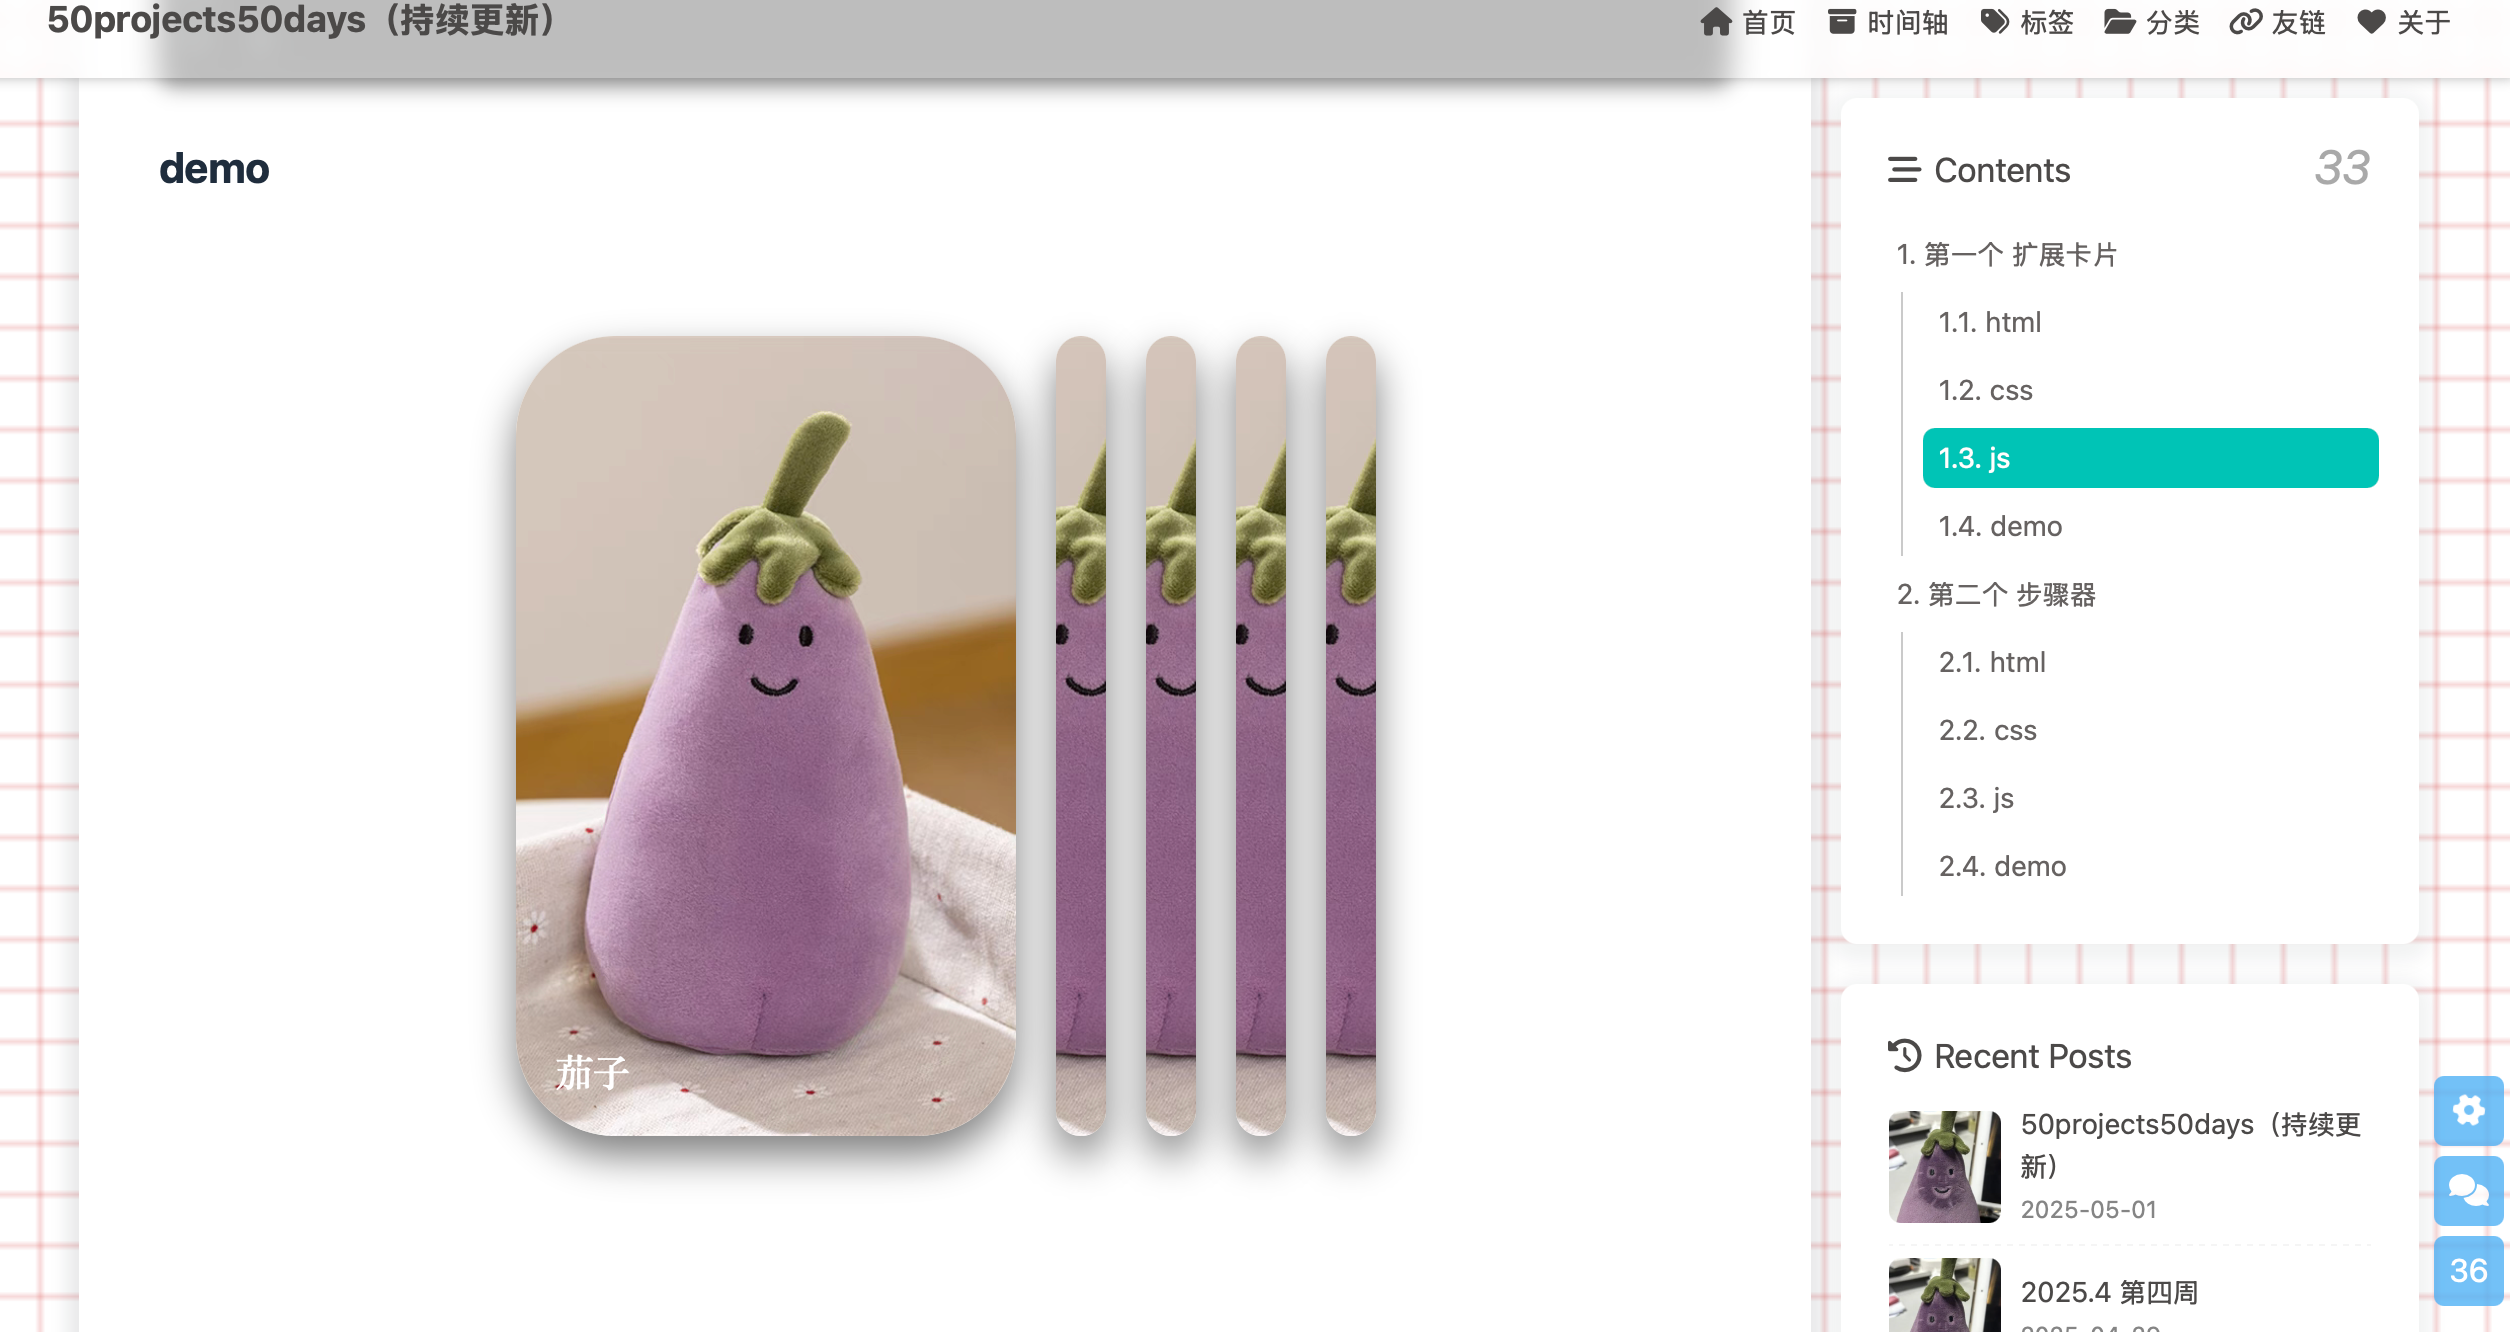 50projects50days（持续更新）
首页 时间轴 标签 分类 友链 关于
demo
茄子
Contents 33
1. 第一个 扩展卡片
1.1. html
1.2. css
1.3. js
1.4. demo
2. 第二个 步骤器
2.1. html
2.2. css
2.3. js
2.4. demo
Recent Posts
50projects50days（持续更
新）
2025-05-01
2025.4 第四周
36